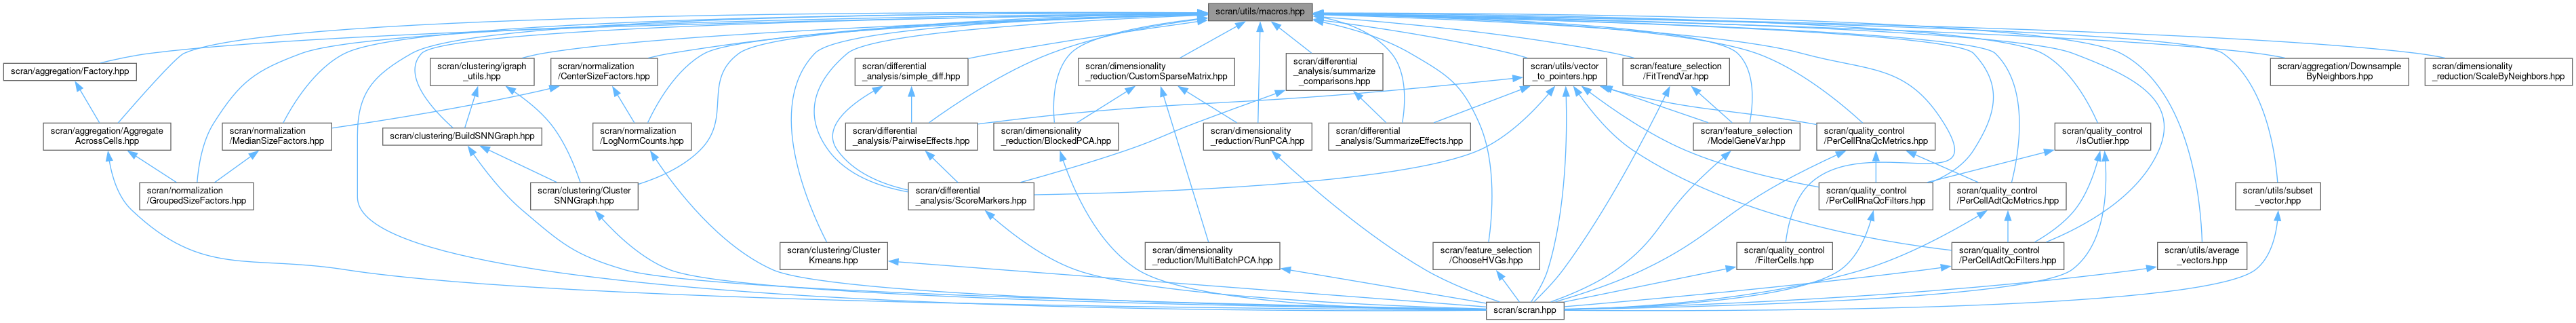 scran/utils/macros.hpp
scran/aggregation/Factory.hpp
scran/clustering/igraph
_utils.hpp
scran/normalization
/CenterSizeFactors.hpp
scran/differential
_analysis/simple_diff.hpp
scran/dimensionality
_reduction/CustomSparseMatrix.hpp
scran/differential
_analysis/summarize
_comparisons.hpp
scran/utils/vector
_to_pointers.hpp
scran/feature_selection
/FitTrendVar.hpp
scran/aggregation/Downsample
ByNeighbors.hpp
scran/dimensionality
_reduction/ScaleByNeighbors.hpp
scran/aggregation/Aggregate
AcrossCells.hpp
scran/normalization
/MedianSizeFactors.hpp
scran/clustering/BuildSNNGraph.hpp
scran/normalization
/LogNormCounts.hpp
scran/differential
_analysis/PairwiseEffects.hpp
scran/dimensionality
_reduction/BlockedPCA.hpp
scran/dimensionality
_reduction/RunPCA.hpp
scran/differential
_analysis/SummarizeEffects.hpp
scran/feature_selection
/ModelGeneVar.hpp
scran/quality_control
/PerCellRnaQcMetrics.hpp
scran/quality_control
/IsOutlier.hpp
scran/normalization
/GroupedSizeFactors.hpp
scran/clustering/Cluster
SNNGraph.hpp
scran/differential
_analysis/ScoreMarkers.hpp
scran/quality_control
/PerCellRnaQcFilters.hpp
scran/quality_control
/PerCellAdtQcMetrics.hpp
scran/utils/subset
_vector.hpp
scran/clustering/Cluster
Kmeans.hpp
scran/dimensionality
_reduction/MultiBatchPCA.hpp
scran/feature_selection
/ChooseHVGs.hpp
scran/quality_control
/FilterCells.hpp
scran/quality_control
/PerCellAdtQcFilters.hpp
scran/utils/average
_vectors.hpp
scran/scran.hpp